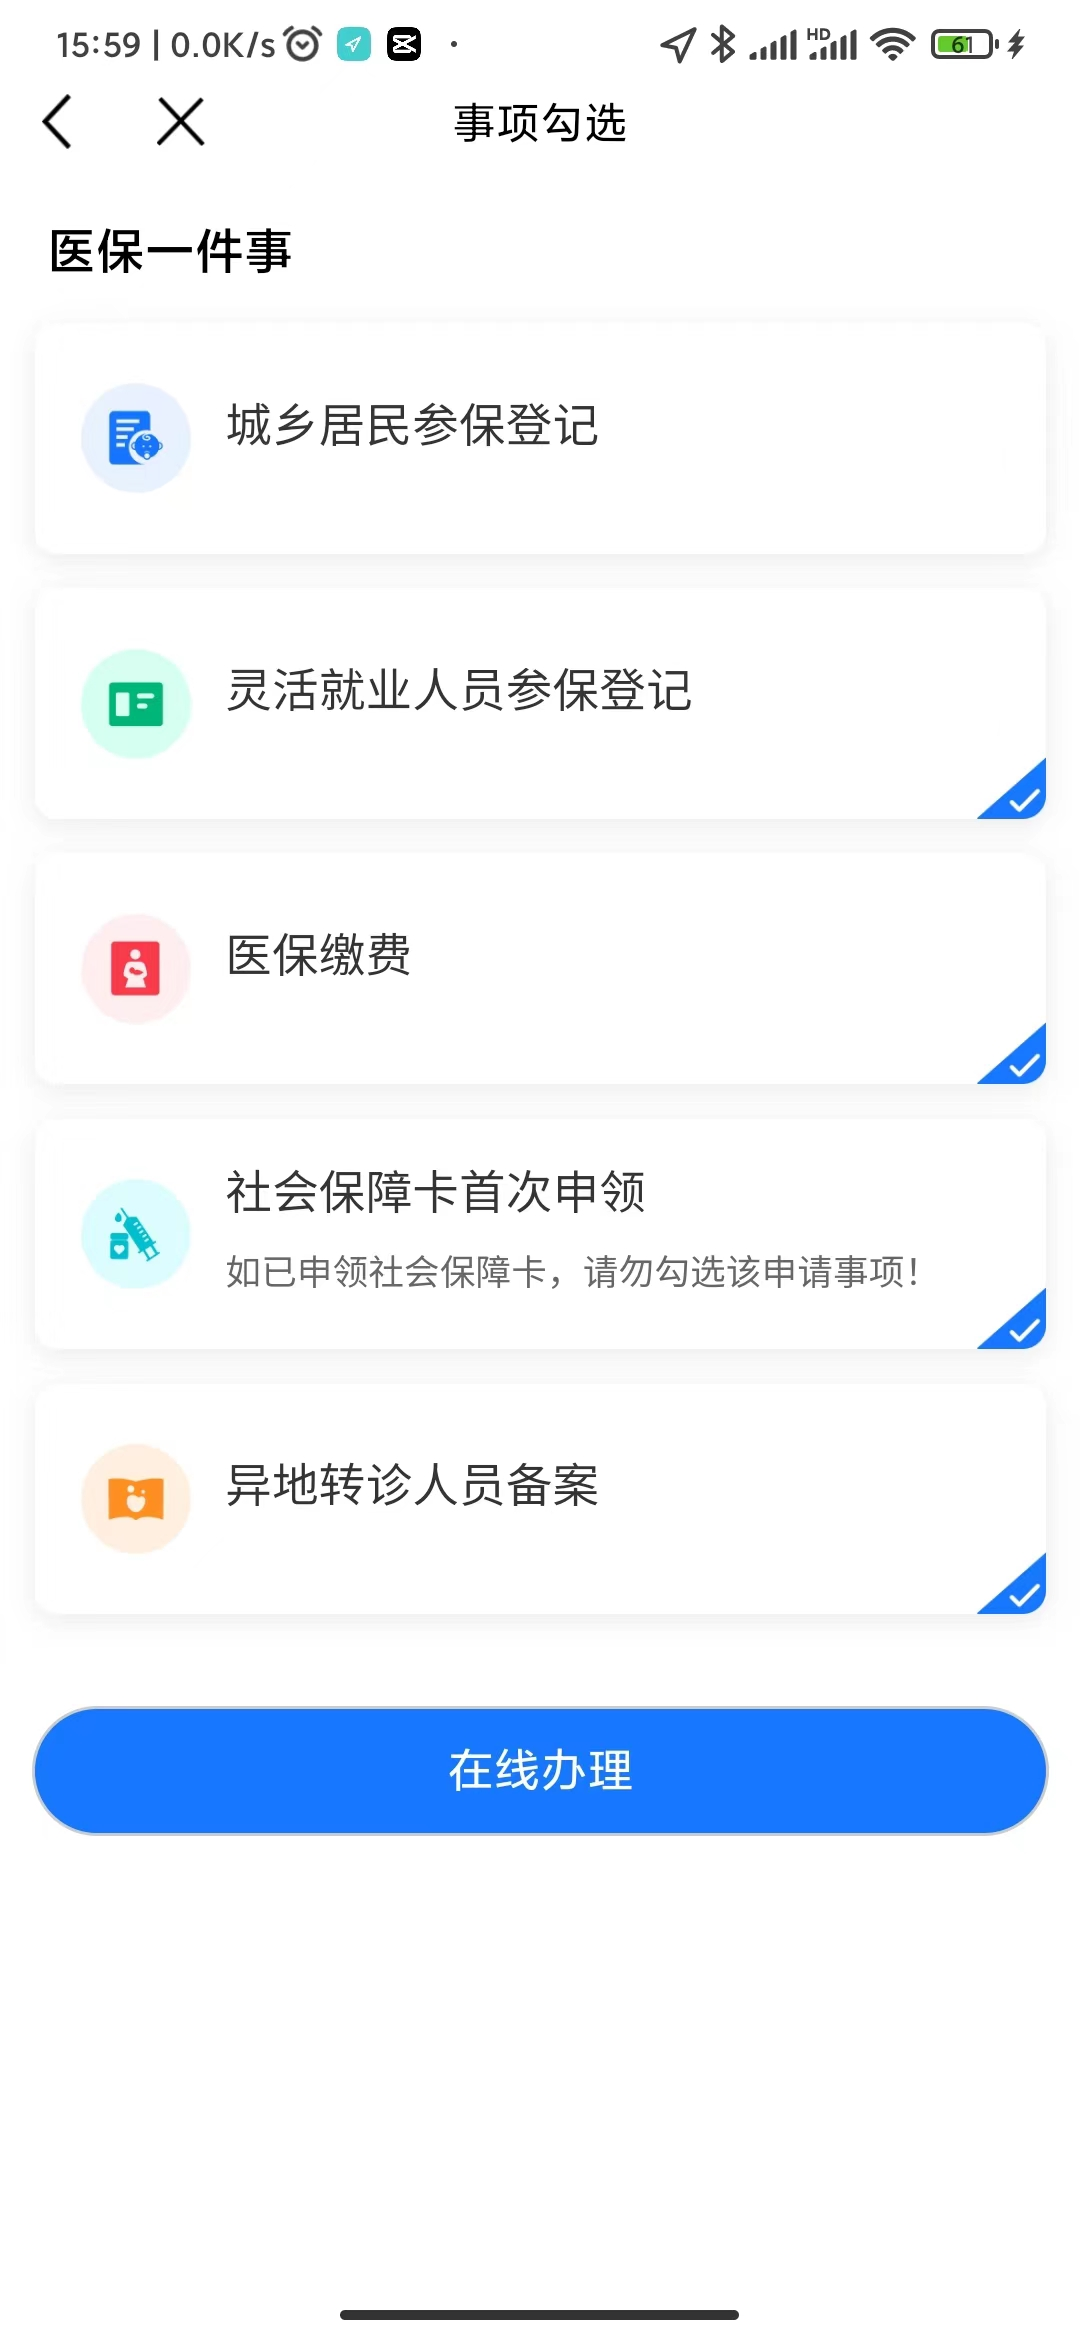 15:59 | 0.0K/s
HD
61
事项勾选
医保一件事
城乡居民参保登记
灵活就业人员参保登记
医保缴费
社会保障卡首次申领
如已申领社会保障卡，请勿勾选该申请事项！
异地转诊人员备案
在线办理